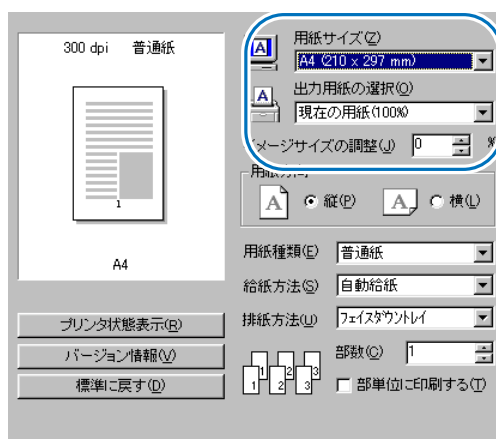 300 dpi 普通紙
1
A4
プリンタ状態表示(R)
バージョン情報(V)
標準に戻す(D)
用紙サイズ(Z)
A4 (210 x 297 mm)
出力用紙の選択(O)
現在の用紙(100%)
イメージサイズの調整(J) 0 %
用紙方向
A 縦(P) A 横(L)
用紙種類(E) 普通紙
給紙方法(S) 自動給紙
排紙方法(U) フェイスダウントレイ
部数(C) 1
1 1 2 2 3 3
部単位に印刷する(T)